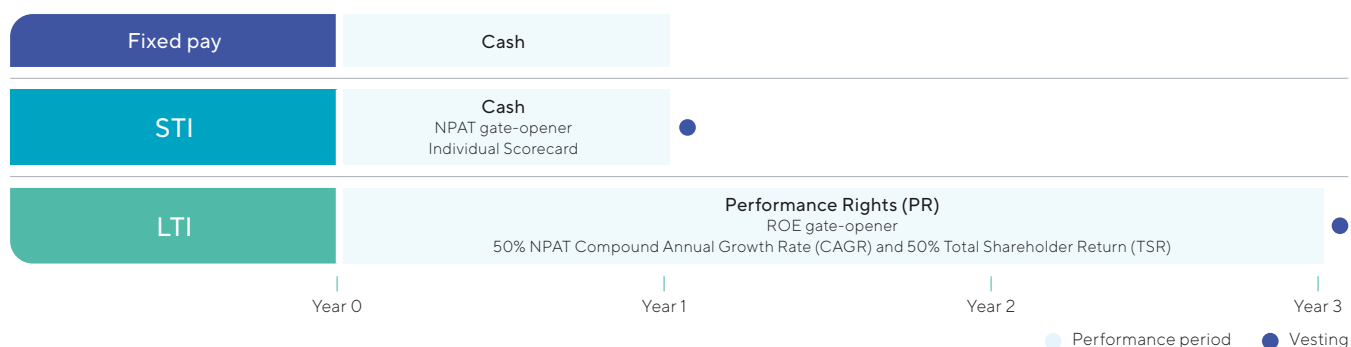 Fixed pay
Cash
STI
Cash
NPAT gate-opener
Individual Scorecard
LTI
Performance Rights (PR)
ROE gate-opener
50% NPAT Compound Annual Growth Rate (CAGR) and 50% Total Shareholder Return (TSR)
Year 0
Year 1
Year 2
Year 3
Performance period
Vesting